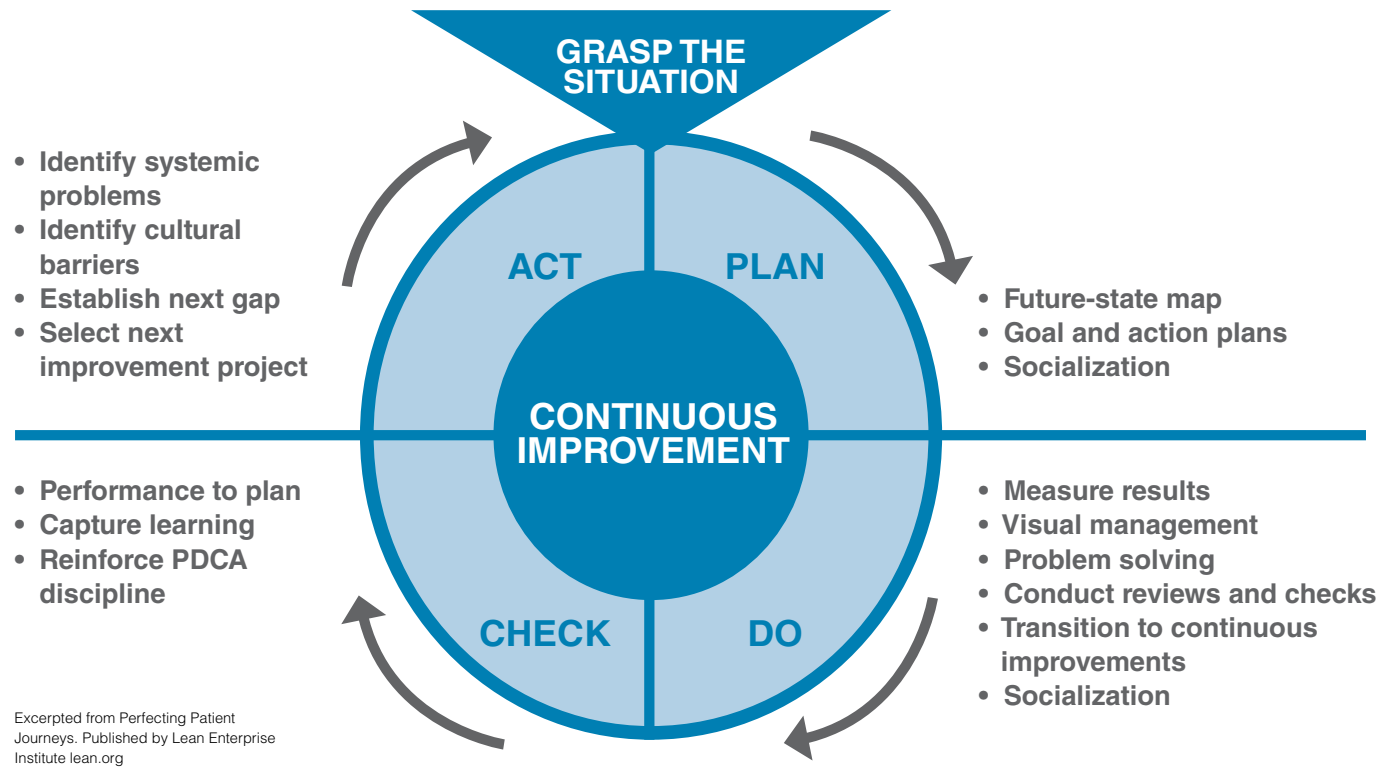 GRASP THE
SITUATION
• Identify systemic
problems
• Identify cultural
barriers
• Establish next gap
• Select next
improvement project
ACT
PLAN
• Future-state map
• Goal and action plans
• Socialization
CONTINUOUS
IMPROVEMENT
• Performance to plan
• Capture learning
• Reinforce PDCA
discipline
CHECK
DO
• Measure results
• Visual management
• Problem solving
• Conduct reviews and checks
• Transition to continuous
improvements
• Socialization
Excerpted from Perfecting Patient
Journeys. Published by Lean Enterprise
Institute lean.org